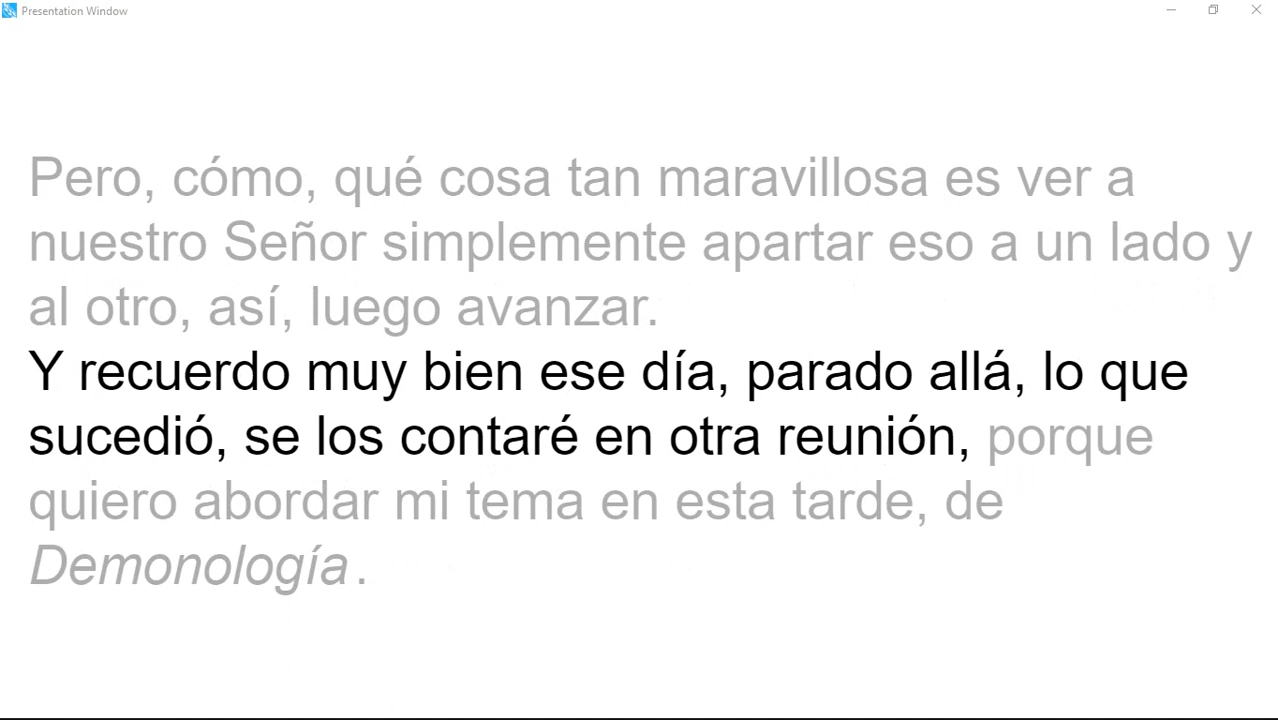 Presentation Window
Pero, cómo, qué cosa tan maravillosa es ver a
nuestro Señor simplemente apartar eso a un lado y
al otro, así, luego avanzar.
Y recuerdo muy bien ese día, parado allá, lo que
sucedió, se los contaré en otra reunión, porque
quiero abordar mi tema en esta tarde, de
Demonología.